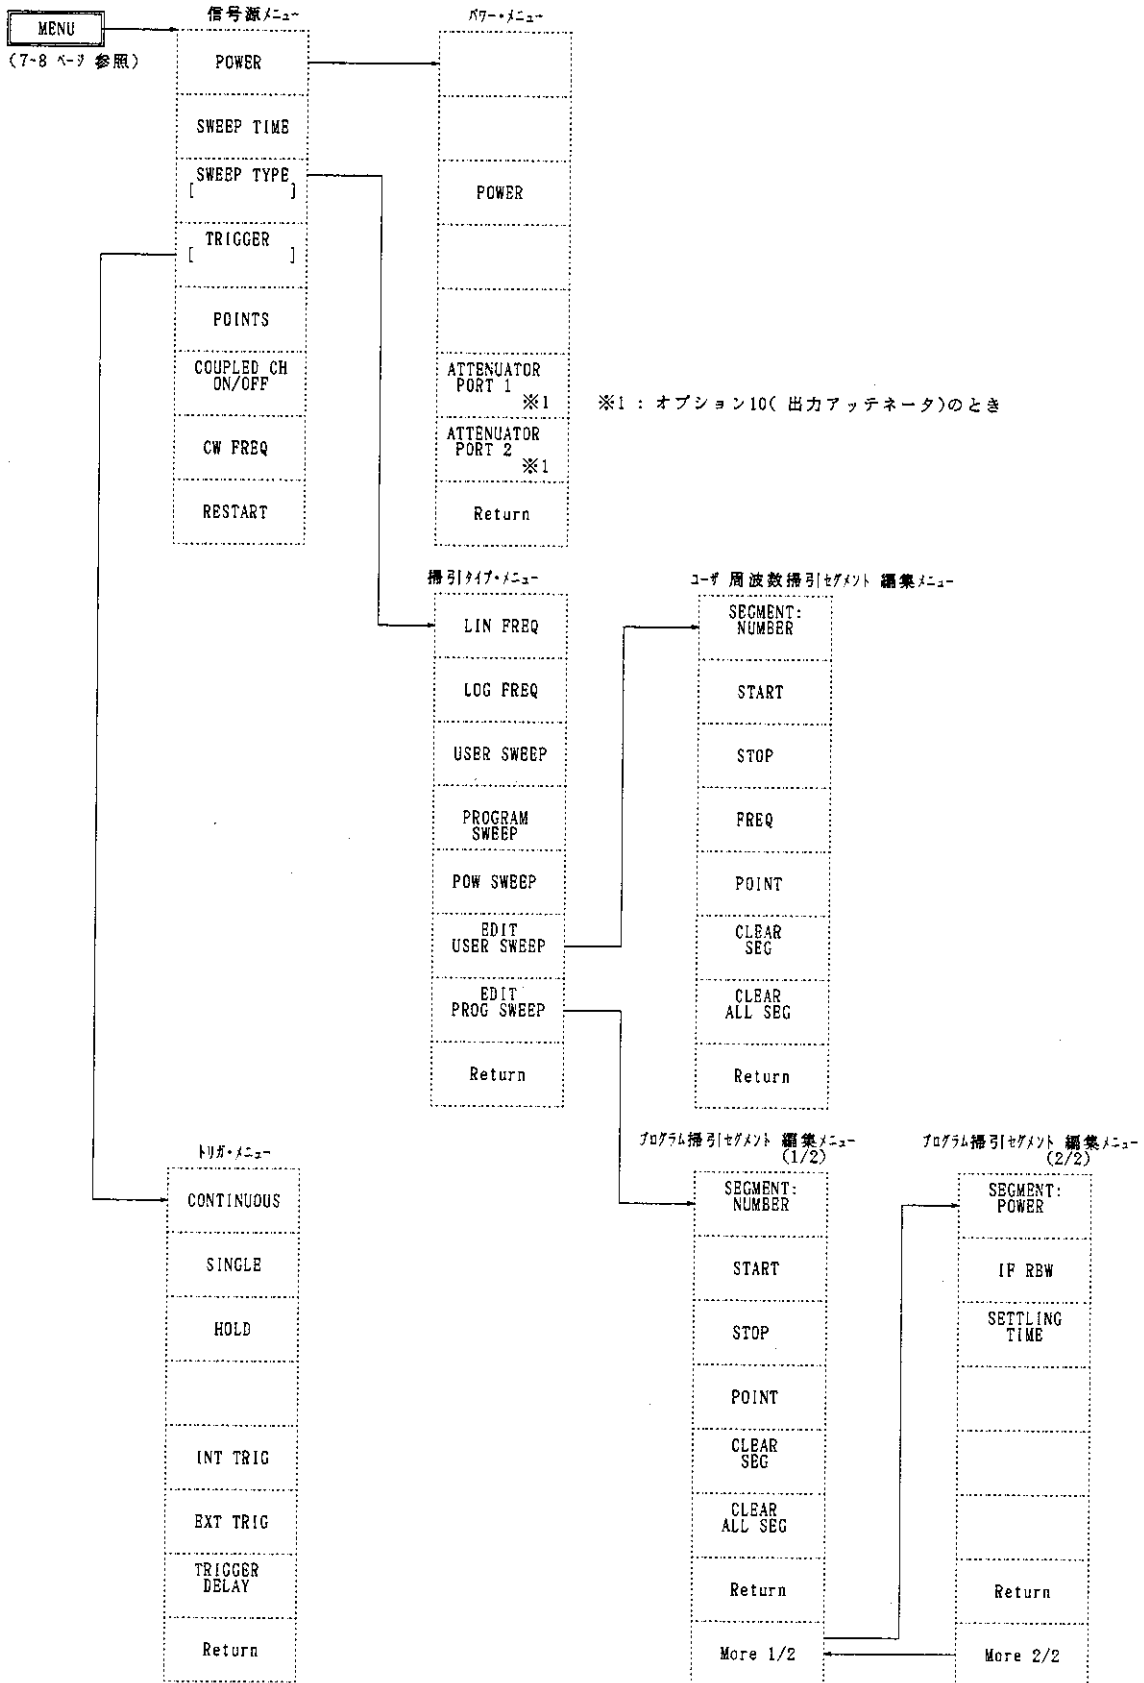 MENU
(7-8 ページ 参照)
信号源メニュー
POWER
SWEEP TIME
SWEEP TYPE
[ ]
TRIGGER
[ ]
POINTS
COUPLED CH
ON/OFF
CW FREQ
RESTART
パワー・メニュー
POWER
ATTENUATOR
PORT 1
※1
ATTENUATOR
PORT 2
※1
Return
※1 : オプション10( 出力アッテネータ)のとき
掃引タイプ・メニュー
LIN FREQ
LOG FREQ
USER SWEEP
PROGRAM
SWEEP
POW SWEEP
EDIT
USER SWEEP
EDIT
PROG SWEEP
Return
ユーザ 周波数掃引セグメント 編集メニュー
SEGMENT:
NUMBER
START
STOP
FREQ
POINT
CLEAR
SEG
CLEAR
ALL SEG
Return
トリガ・メニュー
CONTINUOUS
SINGLE
HOLD
INT TRIG
EXT TRIG
TRIGGER
DELAY
Return
プログラム掃引セグメント 編集メニュー
(1/2)
SEGMENT:
NUMBER
START
STOP
POINT
CLEAR
SEG
CLEAR
ALL SEG
Return
More 1/2
プログラム掃引セグメント 編集メニュー
(2/2)
SEGMENT:
POWER
IF RBW
SETTLING
TIME
Return
More 2/2